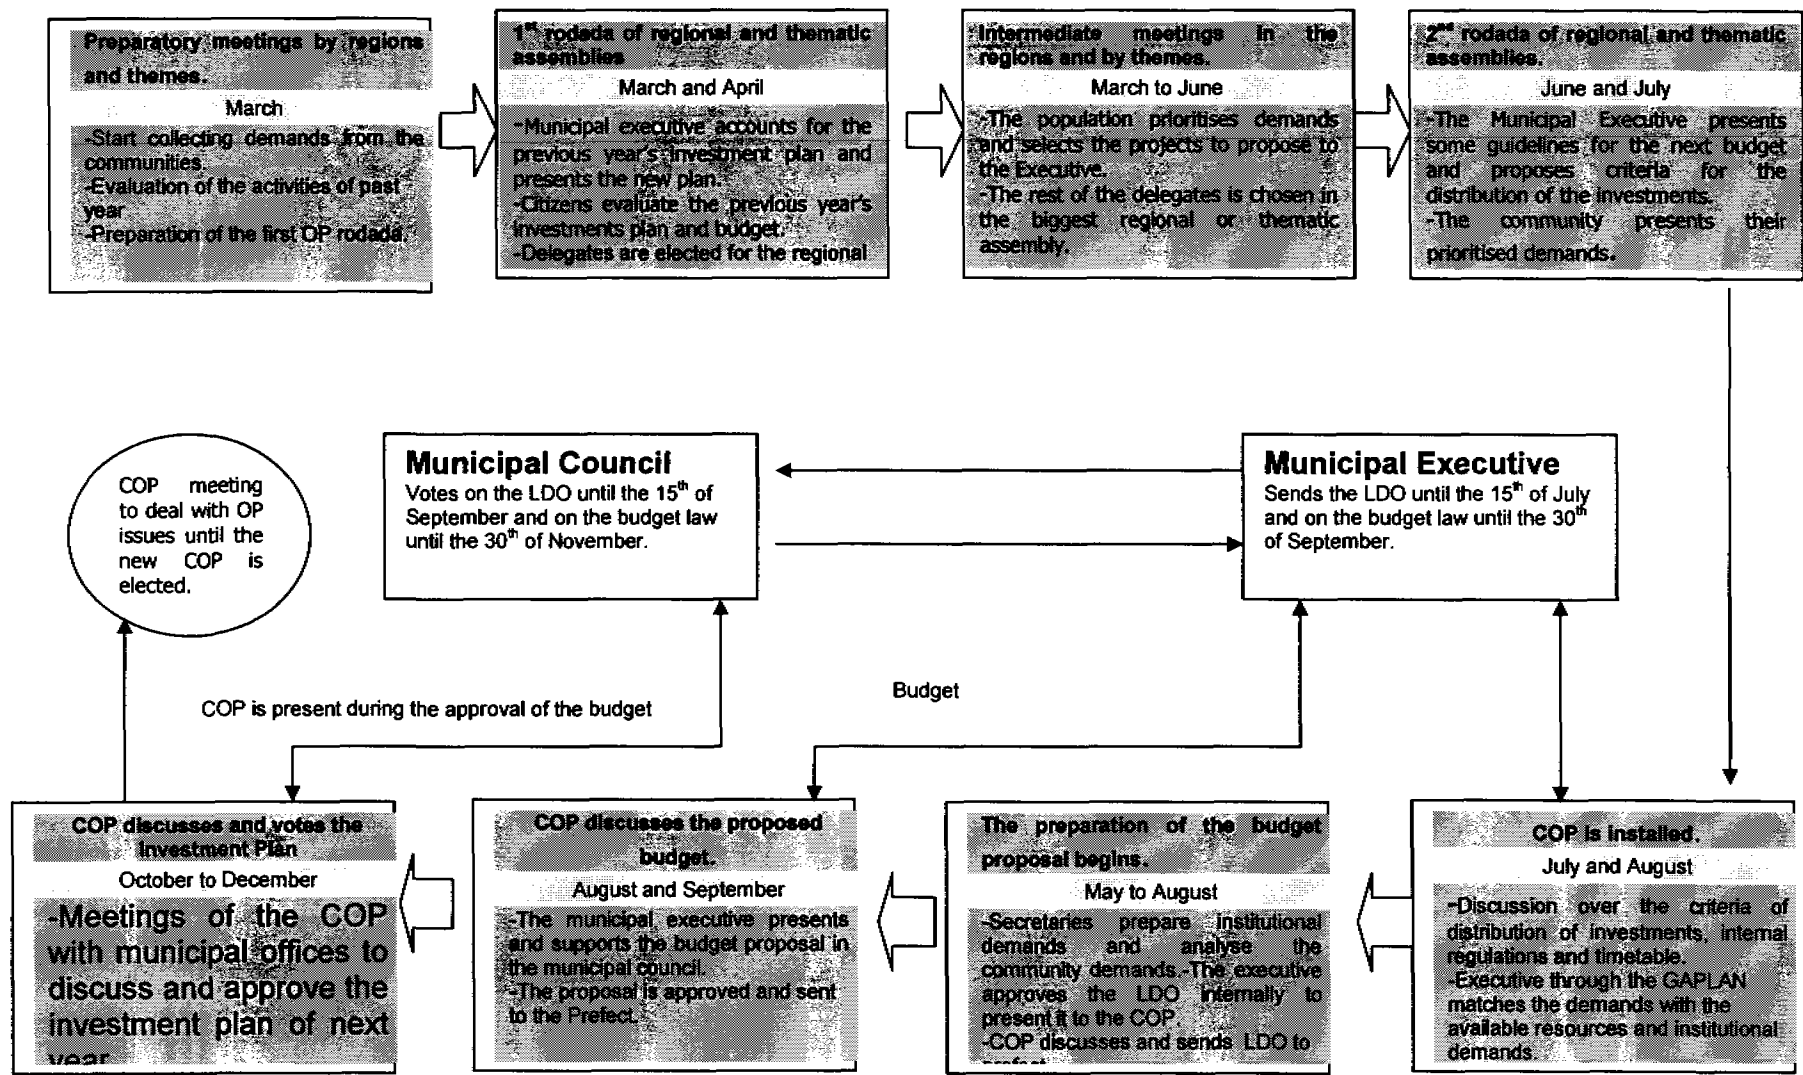 Preparatory meetings by regions
and themes.
March
-Start collecting demands from the
communities
-Evaluation of the activities of past
year
-Preparation of the first OP rodada.
1st rodada of regional and thematic
assemblies
March and April
-Municipal executive accounts for the
previous year's investment plan and
presents the new plan.
-Citizens evaluate the previous year's
investments plan and budget.
-Delegates are elected for the regional
Intermediate meetings in the
regions and by themes.
March to June
-The population prioritises demands
and selects the projects to propose to
the Executive.
-The rest of the delegates is chosen in
the biggest regional or thematic
assembly.
2nd rodada of regional and thematic
assemblies.
June and July
-The Municipal Executive presents
some guidelines for the next budget
and proposes criteria for the
distribution of the investments.
-The community presents their
prioritised demands.
COP meeting
to deal with OP
issues until the
new COP is
elected.
Municipal Council
Votes on the LDO until the 15th of
September and on the budget law
until the 30th of November.
Municipal Executive
Sends the LDO until the 15th of July
and on the budget law until the 30th
of September.
COP is present during the approval of the budget
Budget
COP discusses and votes the
Investment Plan
October to December
-Meetings of the COP
with municipal offices to
discuss and approve the
investment plan of next
year
COP discusses the proposed
budget.
August and September
-The municipal executive presents
and supports the budget proposal in
the municipal council.
-The proposal is approved and sent
to the Prefect.
The preparation of the budget
proposal begins.
May to August
-Secretaries prepare institutional
demands and analyse the
community demands.-The executive
approves the LDO internally to
present it to the COP.
-COP discusses and sends LDO to
prefect
COP is installed.
July and August
-Discussion over the criteria of
distribution of investments, internal
regulations and timetable.
-Executive through the GAPLAN
matches the demands with the
available resources and institutional
demands.